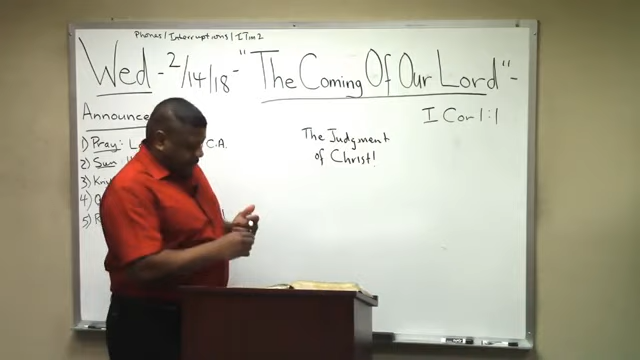 Phones/Interruptions/I Tim 2
Wed - 2/14/18 - "The Coming Of Our Lord" -
I Cor 1:1
Announce
The Judgment
of Christ!
1) Pray: C.A.
2) Sun
3)
4)
5)